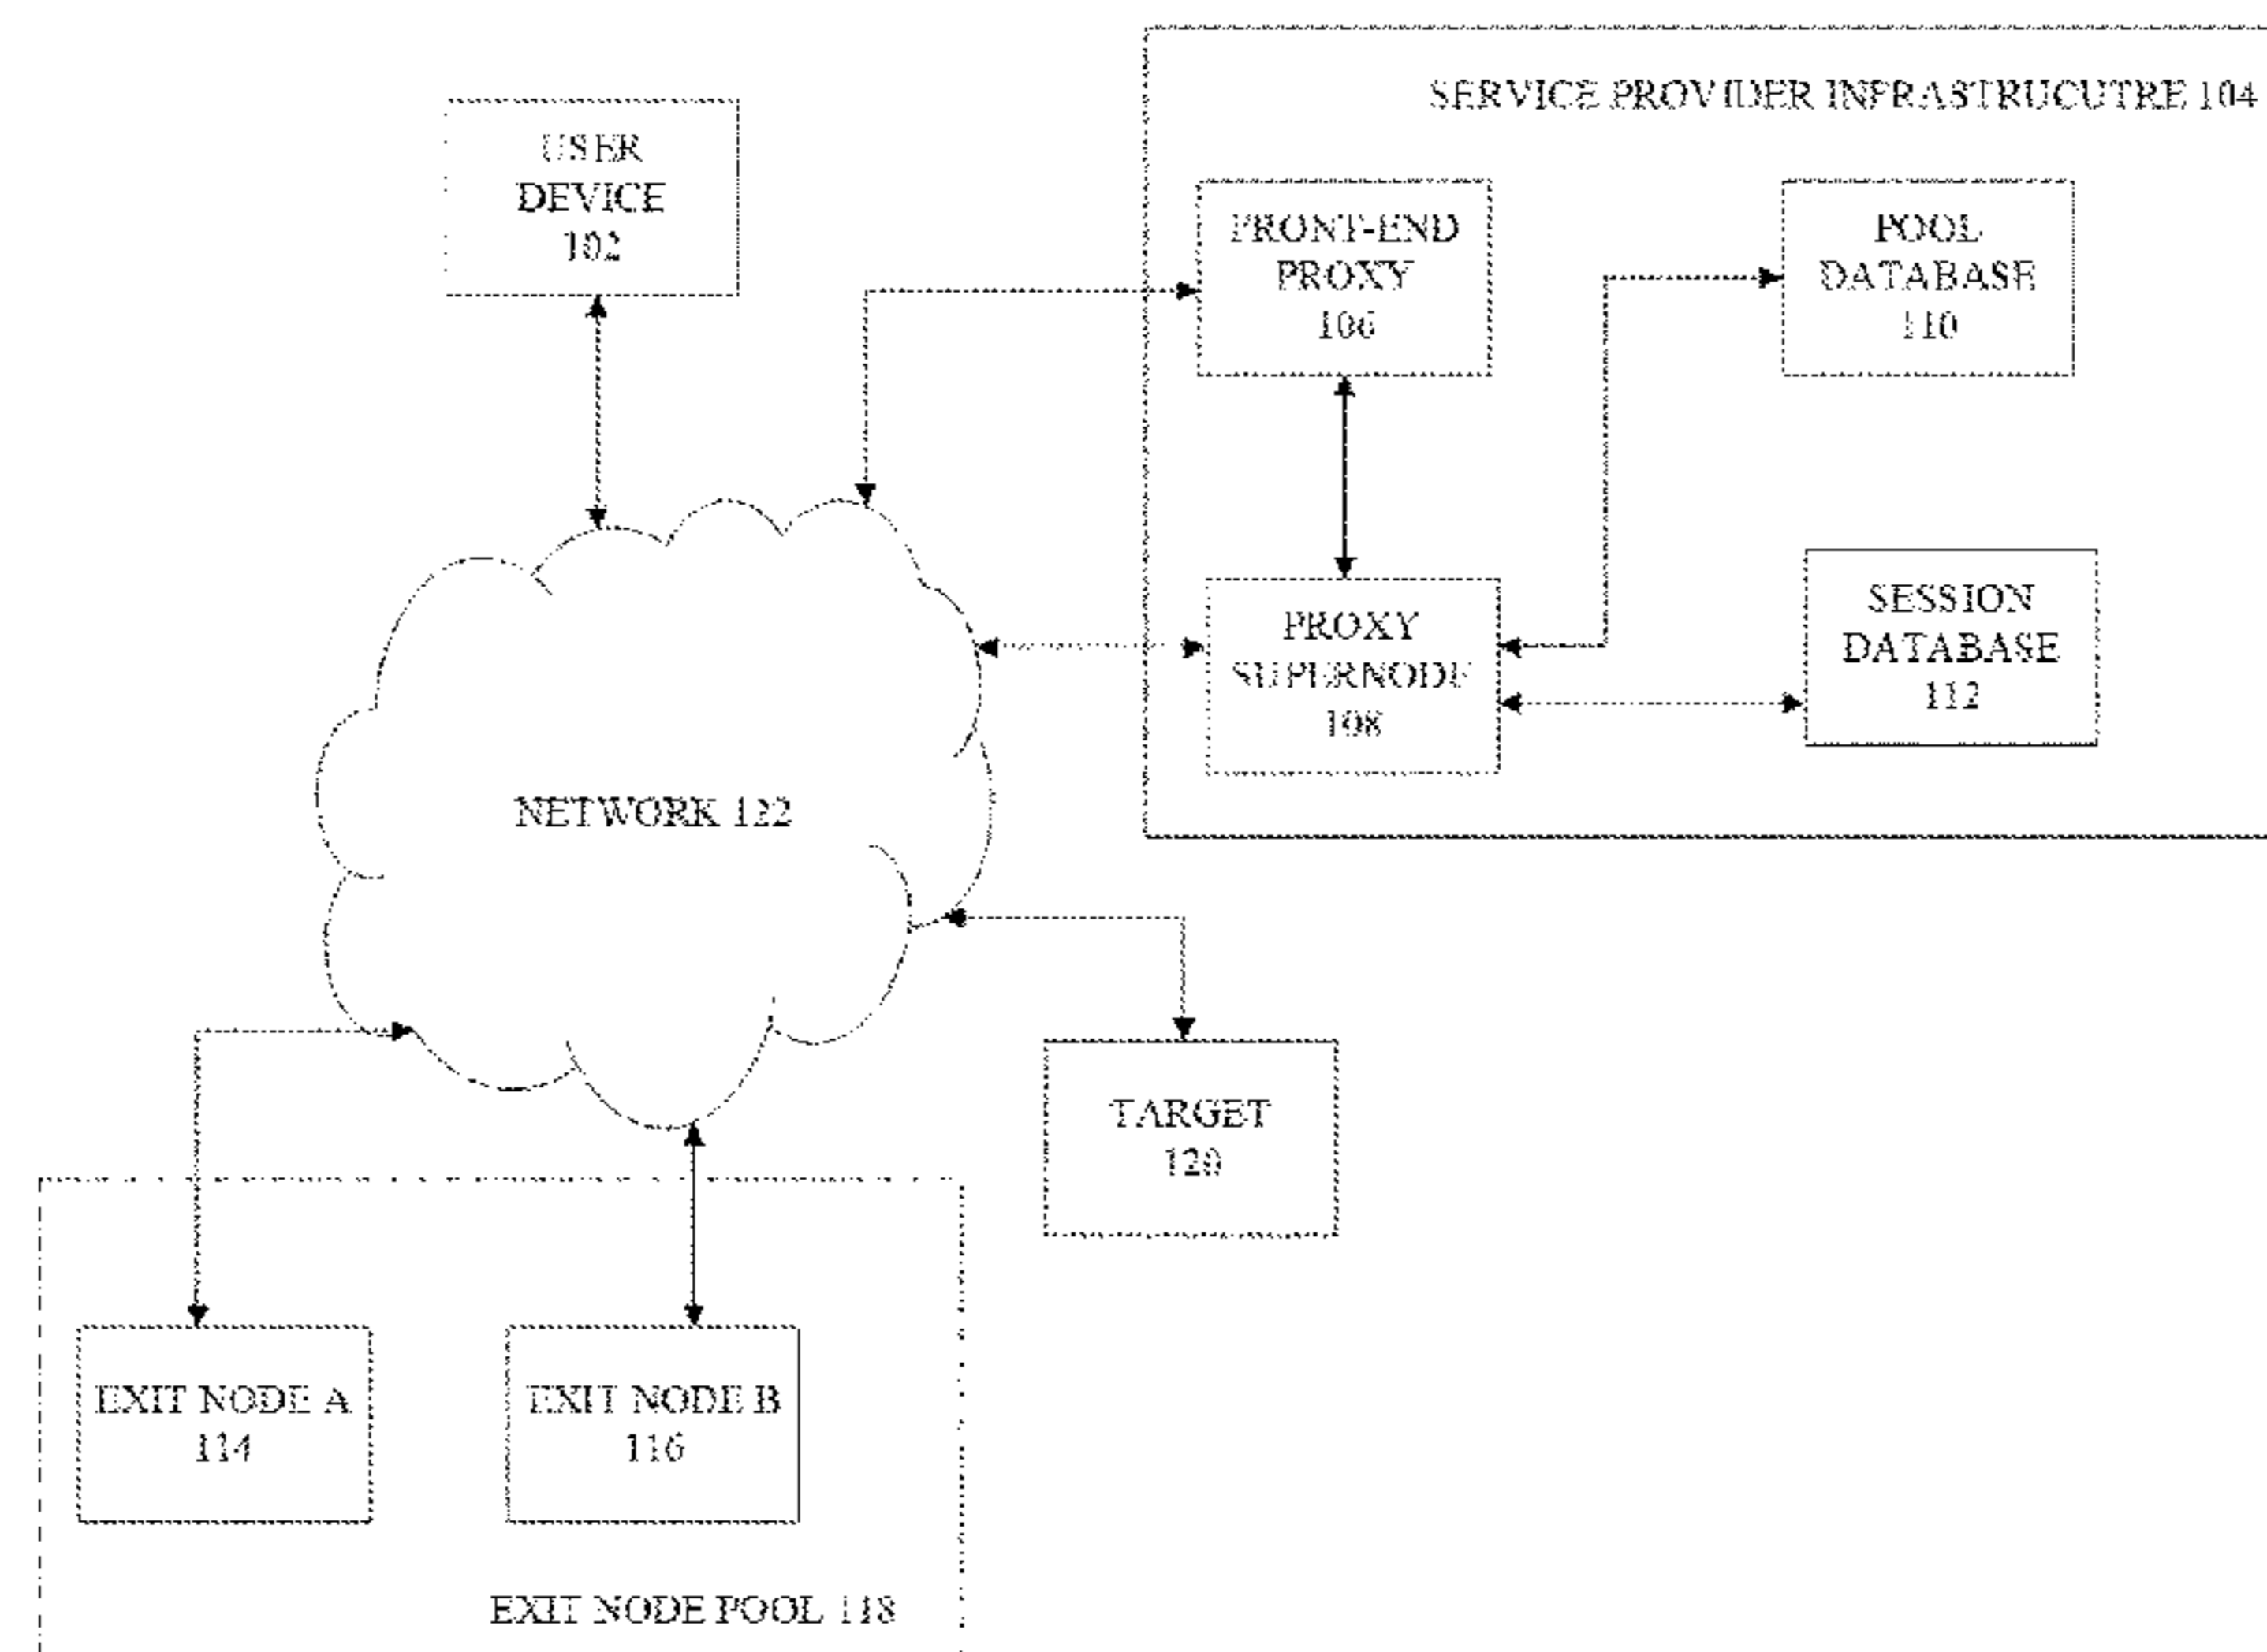 SERVICE PROVIDER INFRASTRUCUTRE 104
USER
DEVICE
102
FRONT-END
PROXY
106
POOL
DATABASE
110
PROXY
SUPERNODE
108
SESSION
DATABASE
112
NETWORK 122
TARGET
120
EXIT NODE A
114
EXIT NODE B
116
EXIT NODE POOL 118